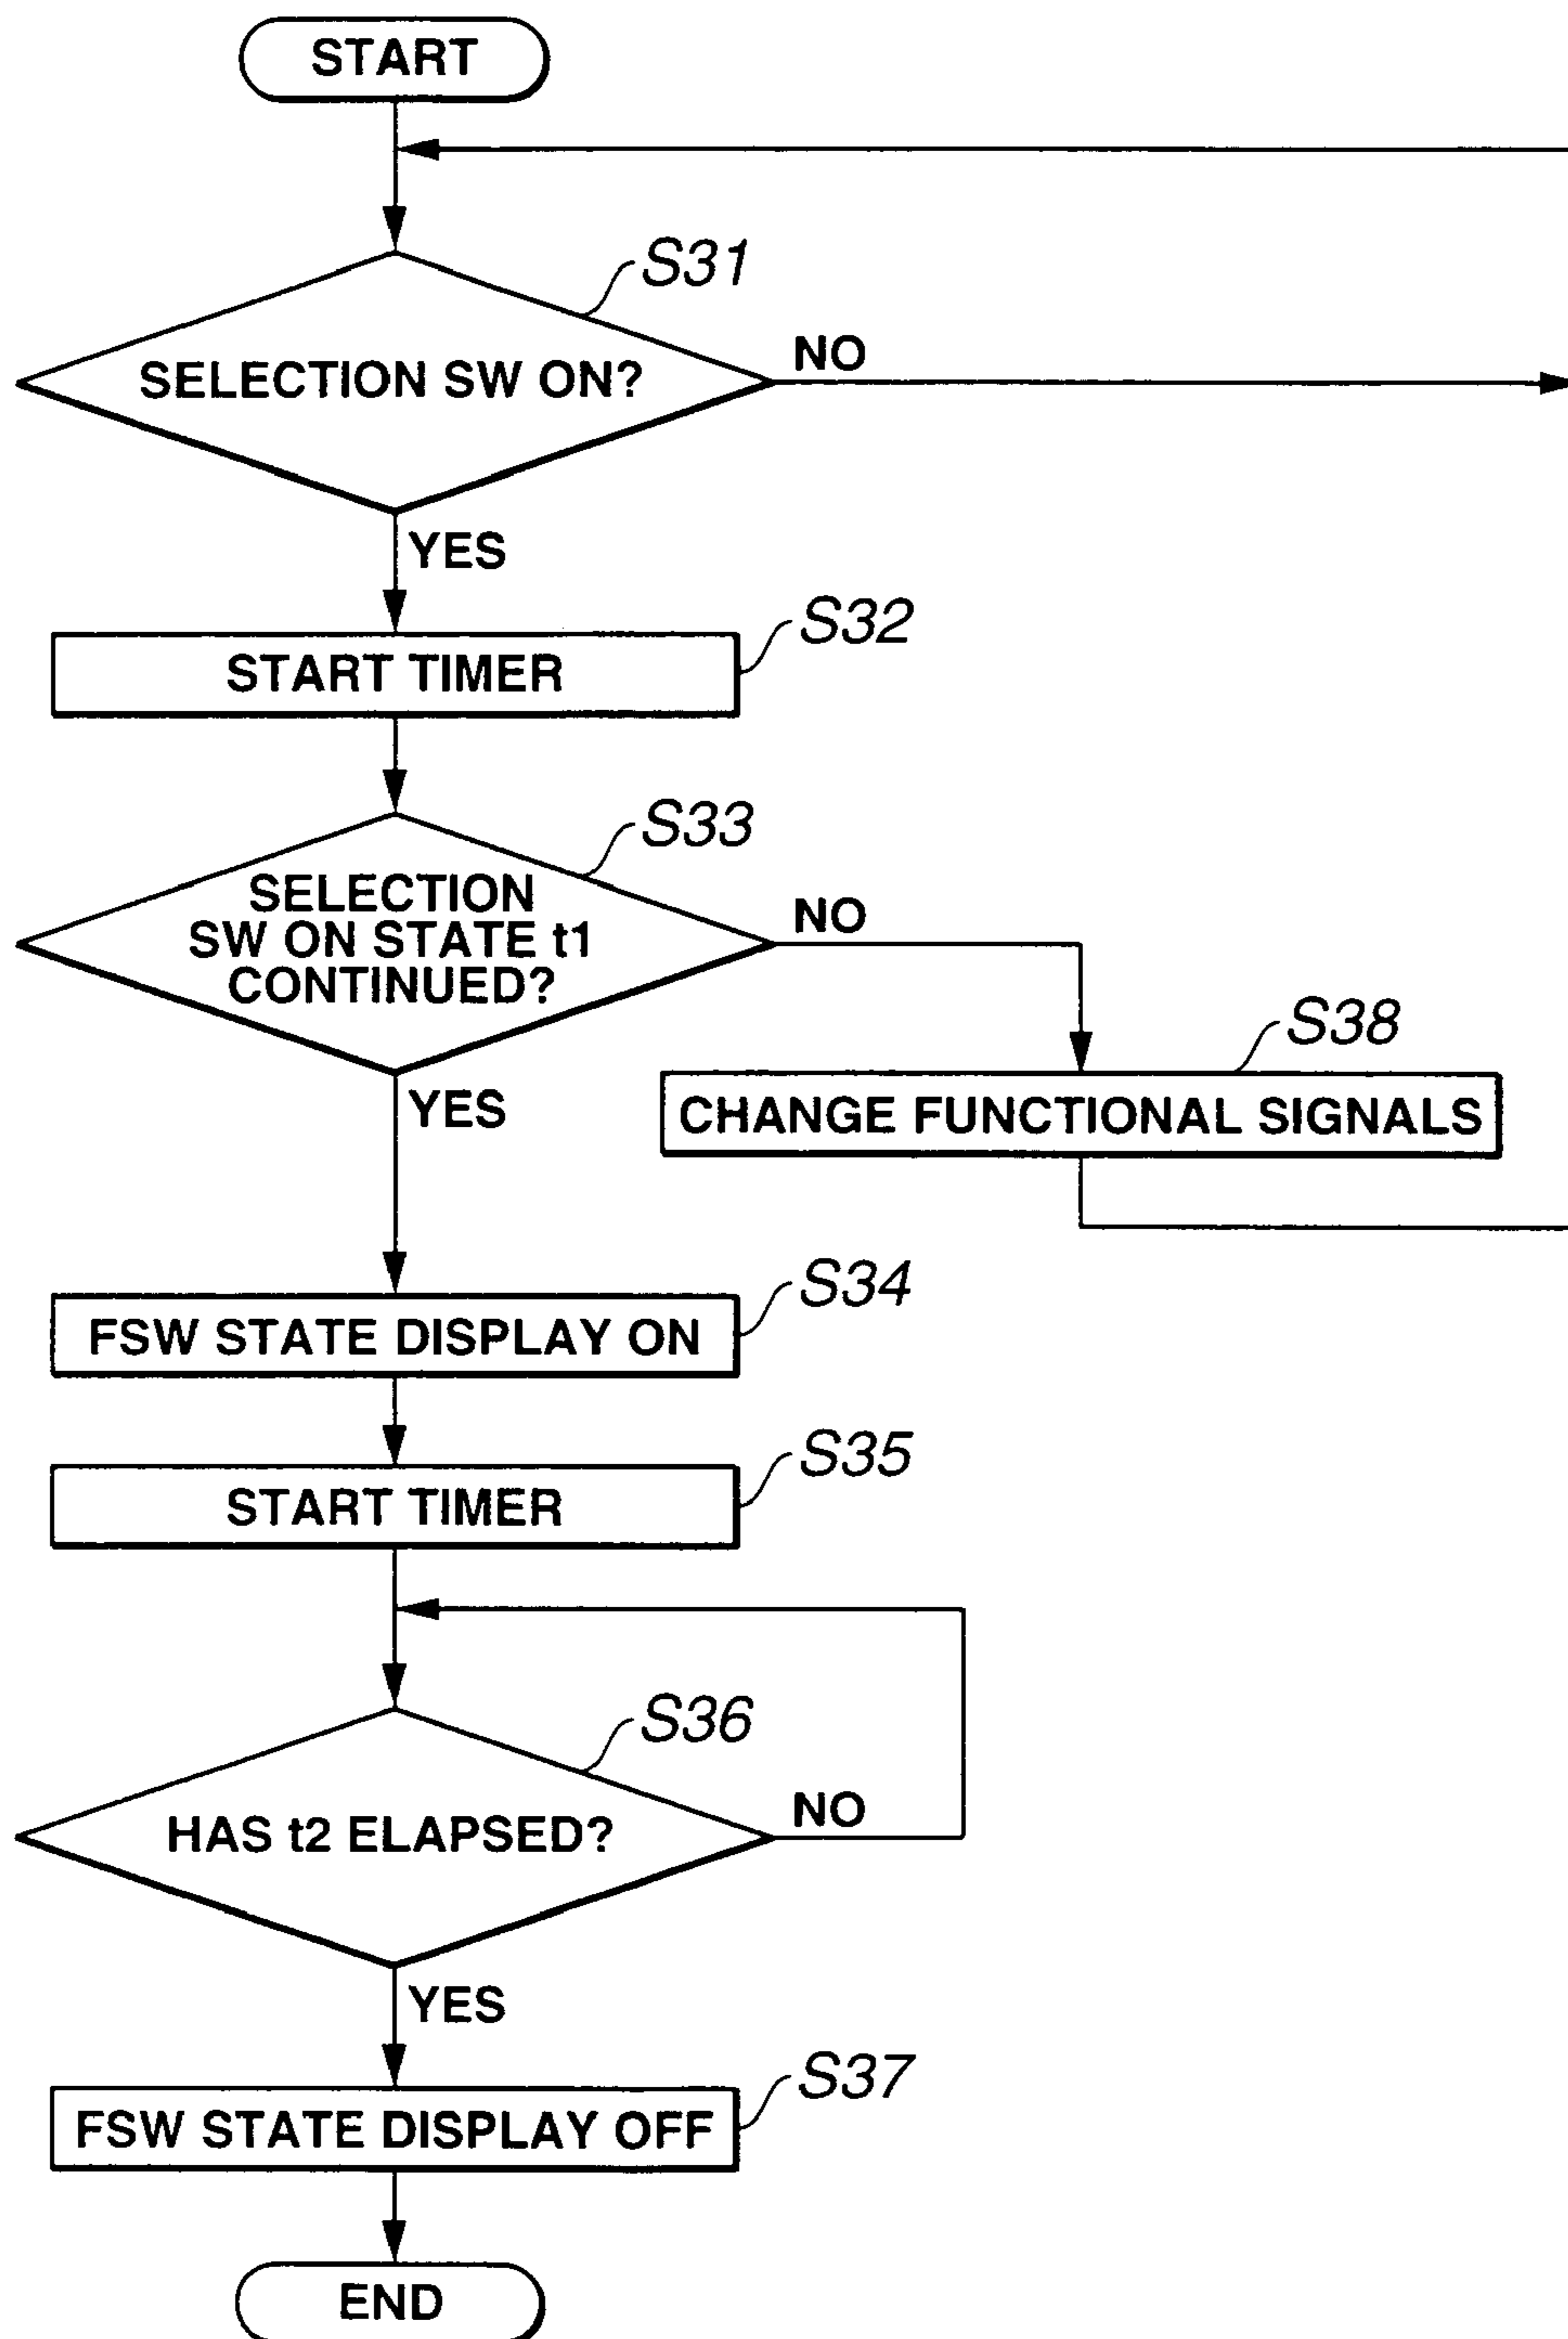 START
S31
SELECTION SW ON?
NO
YES
S32
START TIMER
S33
SELECTION
SW ON STATE t1
CONTINUED?
NO
YES
S38
CHANGE FUNCTIONAL SIGNALS
S34
FSW STATE DISPLAY ON
S35
START TIMER
S36
HAS t2 ELAPSED?
NO
YES
S37
FSW STATE DISPLAY OFF
END